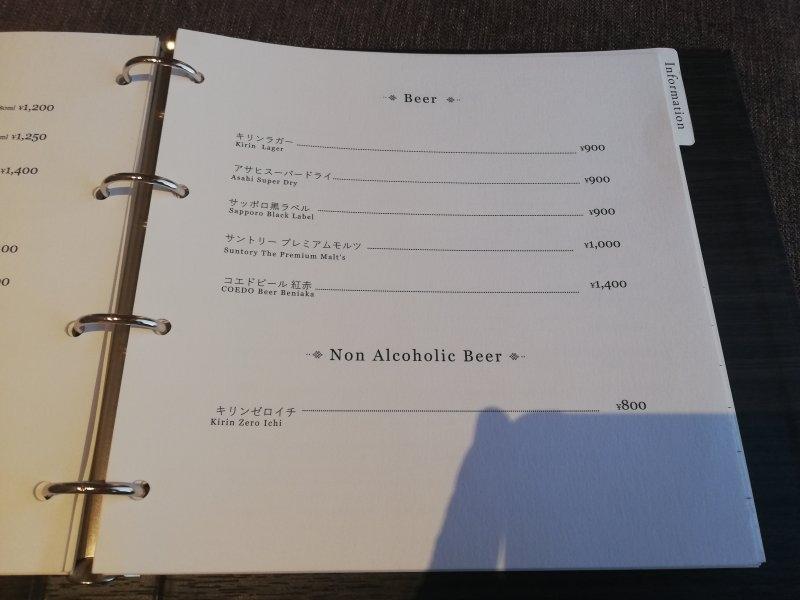 ¥1,200
¥1,250
¥1,400
Information
Beer
キリンラガー ¥900
Kirin Lager
アサヒスーパードライ ¥900
Asahi Super Dry
サッポロ黒ラベル ¥900
Sapporo Black Label
サントリー プレミアムモルツ ¥1,000
Suntory The Premium Malt's
コエドビール 紅赤 ¥1,400
COEDO Beer Beniaka
Non Alcoholic Beer
キリンゼロイチ ¥800
Kirin Zero Ichi